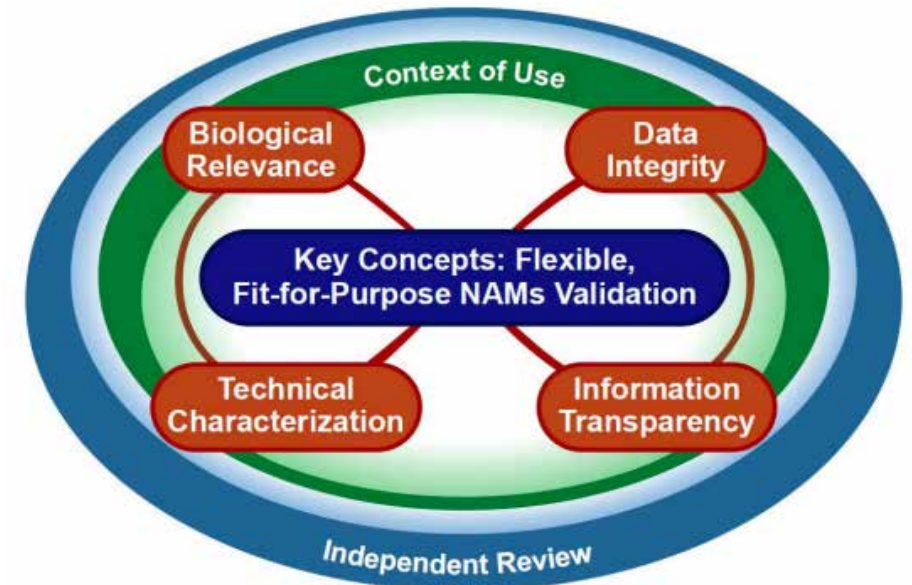 Context of Use
Biological
Relevance
Data
Integrity
Key Concepts: Flexible,
Fit-for-Purpose NAMs Validation
Technical
Characterization
Information
Transparency
Independent Review